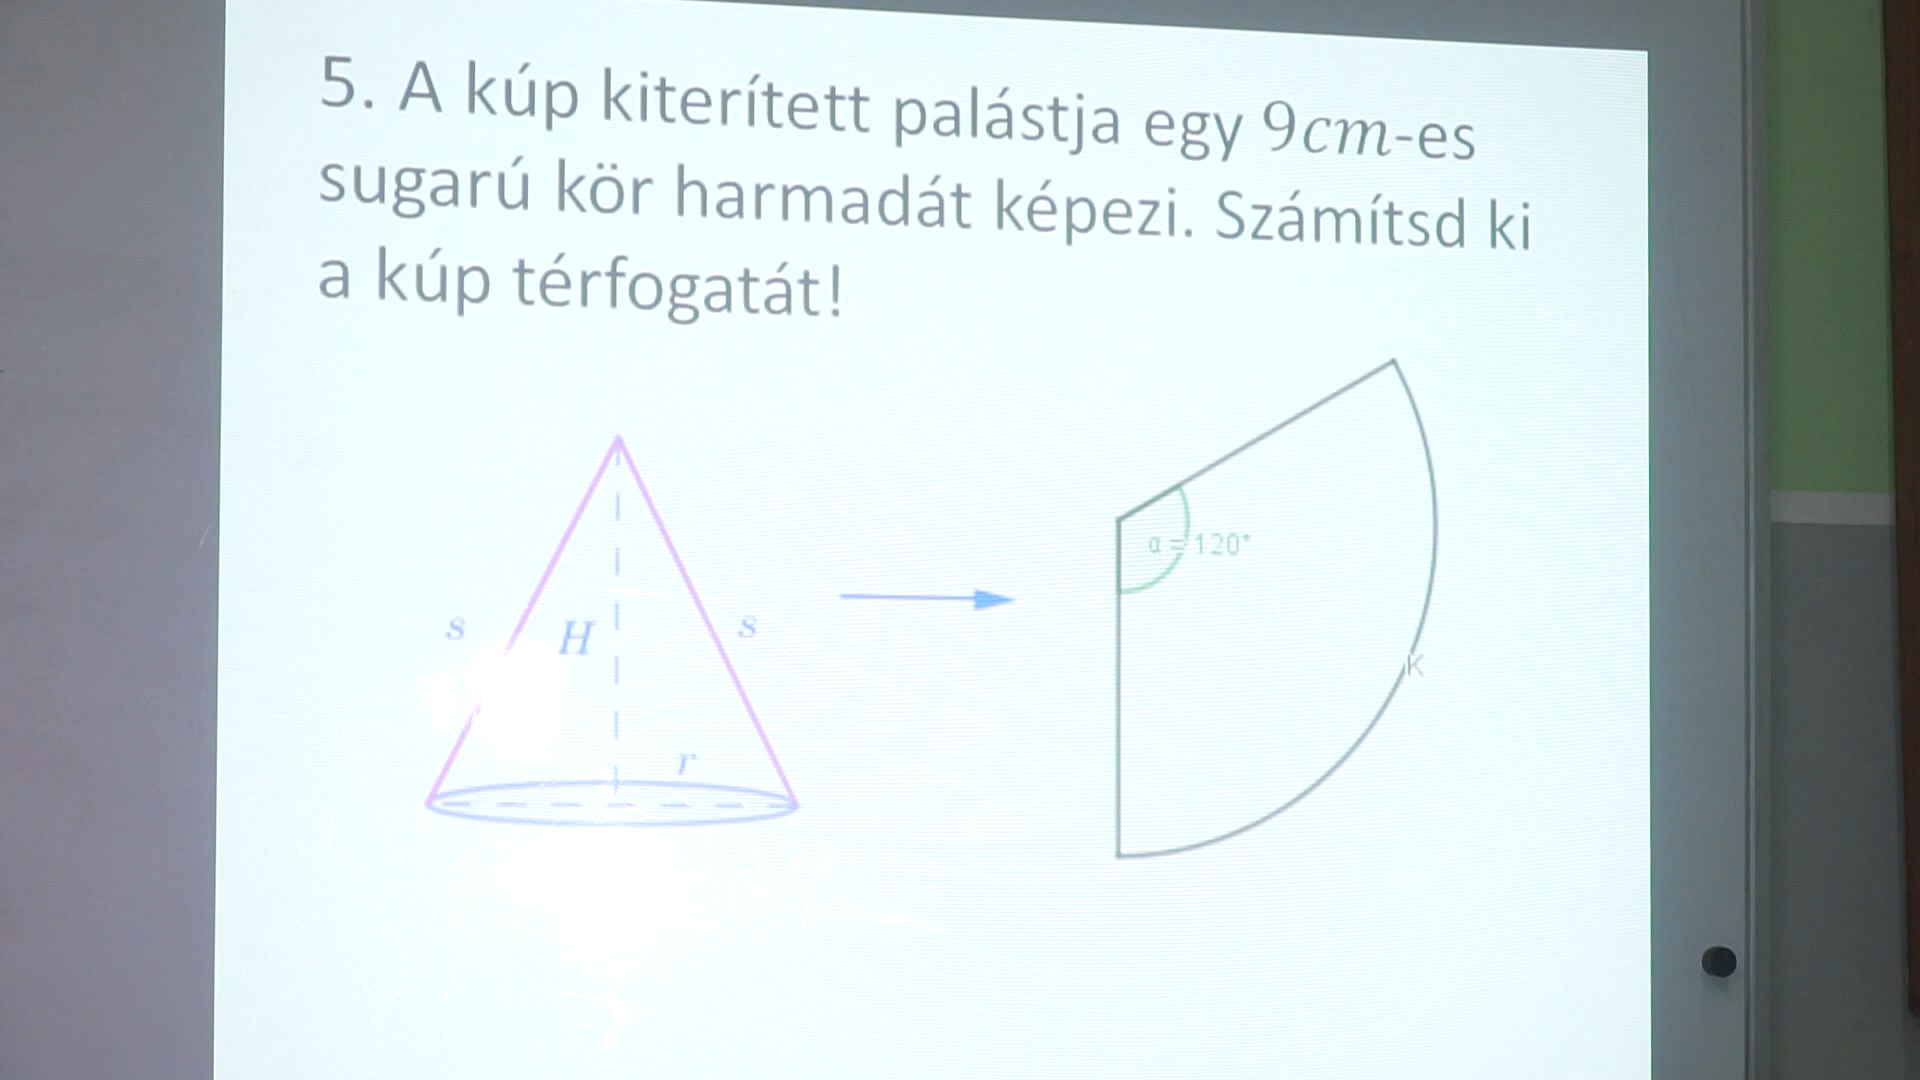 5. A kúp kiterített palástja egy 9cm-es
sugarú kör harmadát képezi. Számítsd ki
a kúp térfogatát!
s
H
s
r
α = 120°
K